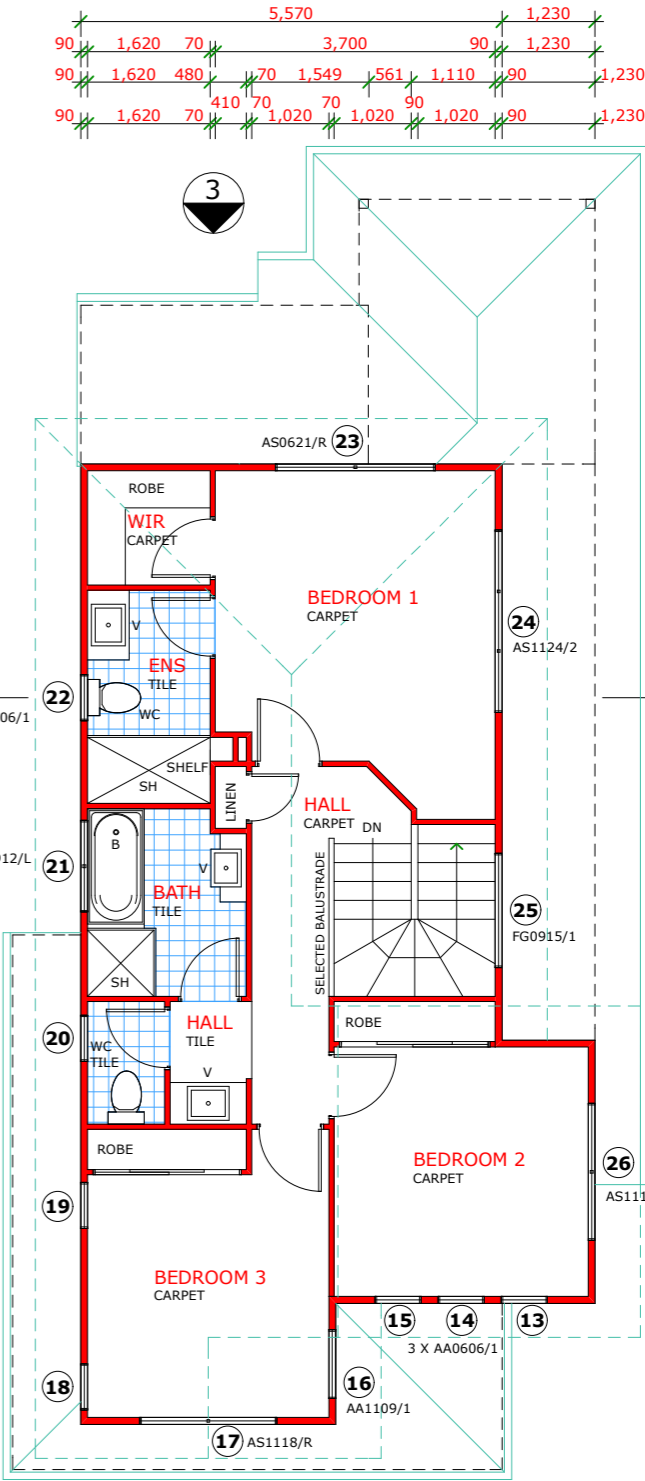 5,570 1,230
90 1,620 70 3,700 90 1,230
90 1,620 480 70 1,549 561 1,110 90 1,230
410 70 70 90
90 1,620 70 1,020 1,020 1,020 90 1,230
3
AS0621/R 23
ROBE
WIR
CARPET
BEDROOM 1
CARPET
24
AS1124/2
V
ENS
TILE
22
WC
06/1
SHELF
SH
LINEN
HALL
CARPET
DN
B
V
21
12/L
BATH
TILE
SELECTED BALUSTRADE
25
FG0915/1
SH
20
WC
TILE
HALL
TILE
V
ROBE
ROBE
BEDROOM 2
CARPET
26
AS111
19
BEDROOM 3
CARPET
15 14 13
3 X AA0606/1
18
16
AA1109/1
17 AS1118/R